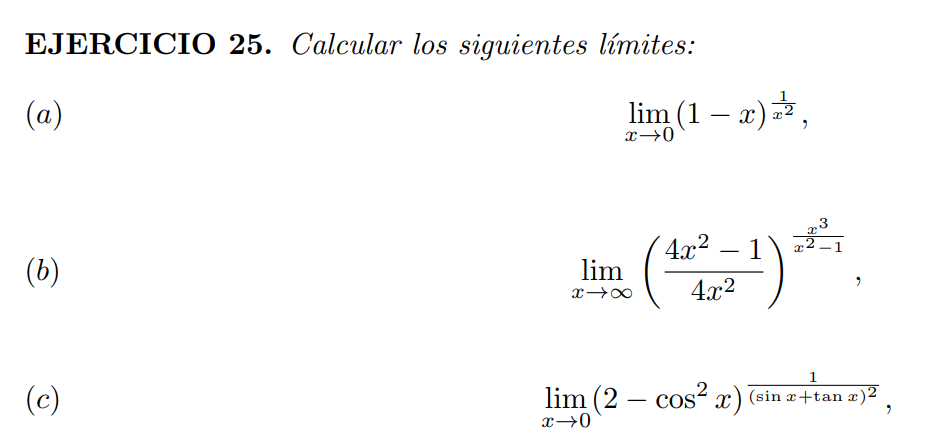 EJERCICIO 25. Calcular los siguientes límites:
(a) $\lim_{x \to 0} (1 - x)^{\frac{1}{x^2}},$
(b) $\lim_{x \to \infty} \left( \frac{4x^2 - 1}{4x^2} \right)^{\frac{x^3}{x^2 - 1}},$
(c) $\lim_{x \to 0} (2 - \cos^2 x)^{\frac{1}{(\sin x + \tan x)^2}},$